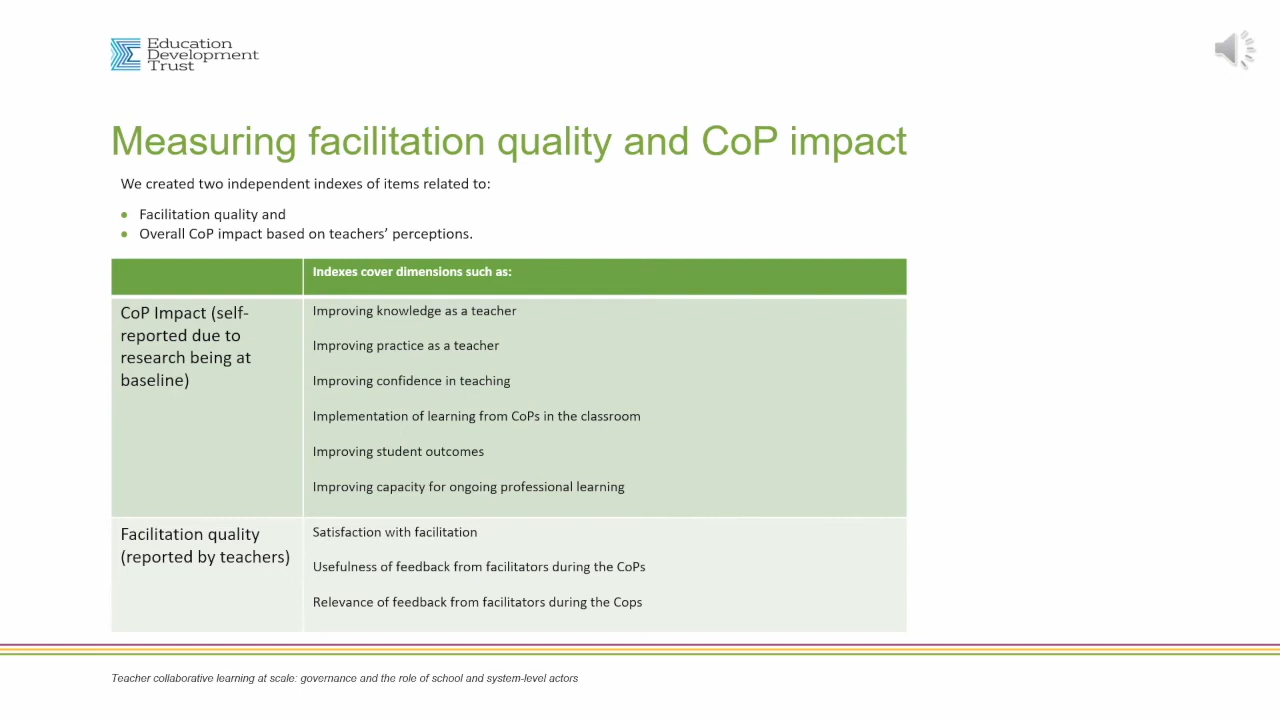 Education
Development
Trust
Measuring facilitation quality and CoP impact
We created two independent indexes of items related to:
• Facilitation quality and
• Overall CoP impact based on teachers’ perceptions.
Indexes cover dimensions such as:
CoP Impact (self-
reported due to
research being at
baseline)
Improving knowledge as a teacher
Improving practice as a teacher
Improving confidence in teaching
Implementation of learning from CoPs in the classroom
Improving student outcomes
Improving capacity for ongoing professional learning
Facilitation quality
(reported by teachers)
Satisfaction with facilitation
Usefulness of feedback from facilitators during the CoPs
Relevance of feedback from facilitators during the Cops
Teacher collaborative learning at scale: governance and the role of school and system-level actors